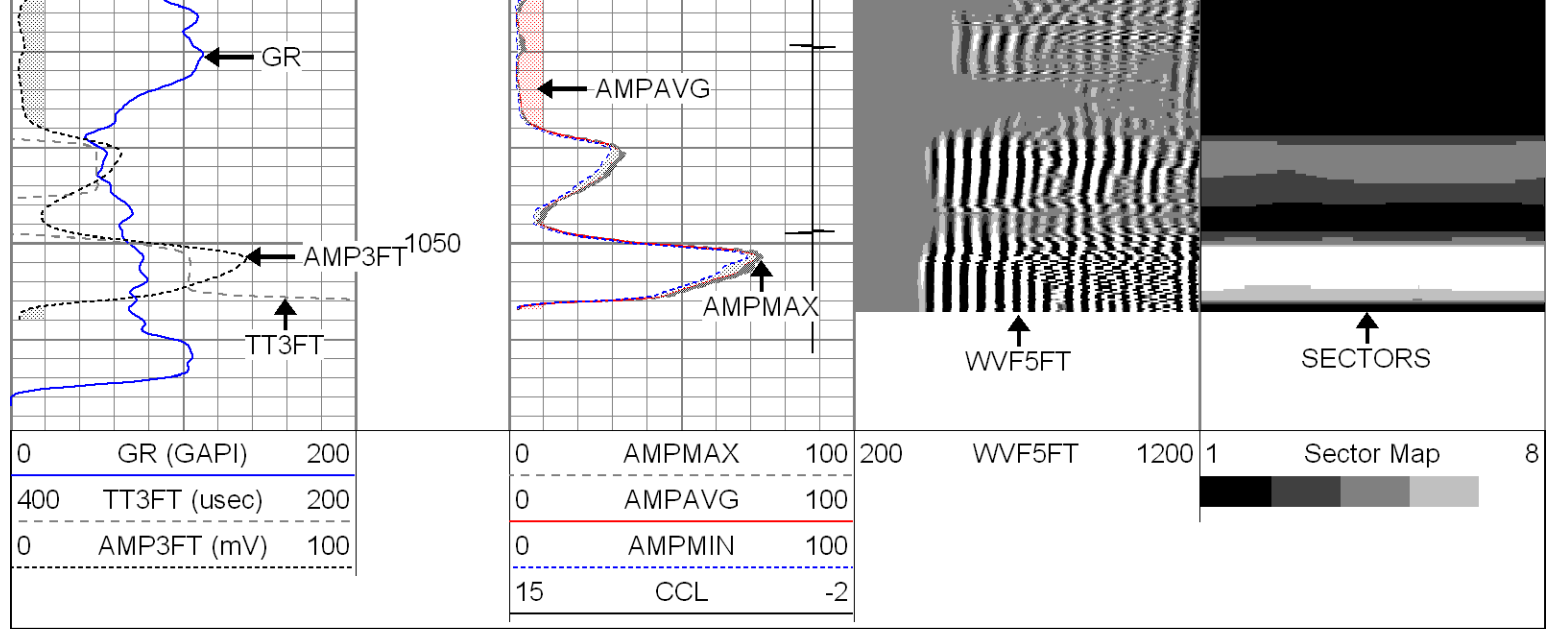 GR
AMPAVG
1050
AMP3FT
AMPMAX
TT3FT
WVF5FT
SECTORS
0 GR (GAPI) 200
400 TT3FT (usec) 200
0 AMP3FT (mV) 100
0 AMPMAX 100
0 AMPAVG 100
0 AMPMIN 100
15 CCL -2
200 WVF5FT 1200
1 Sector Map 8